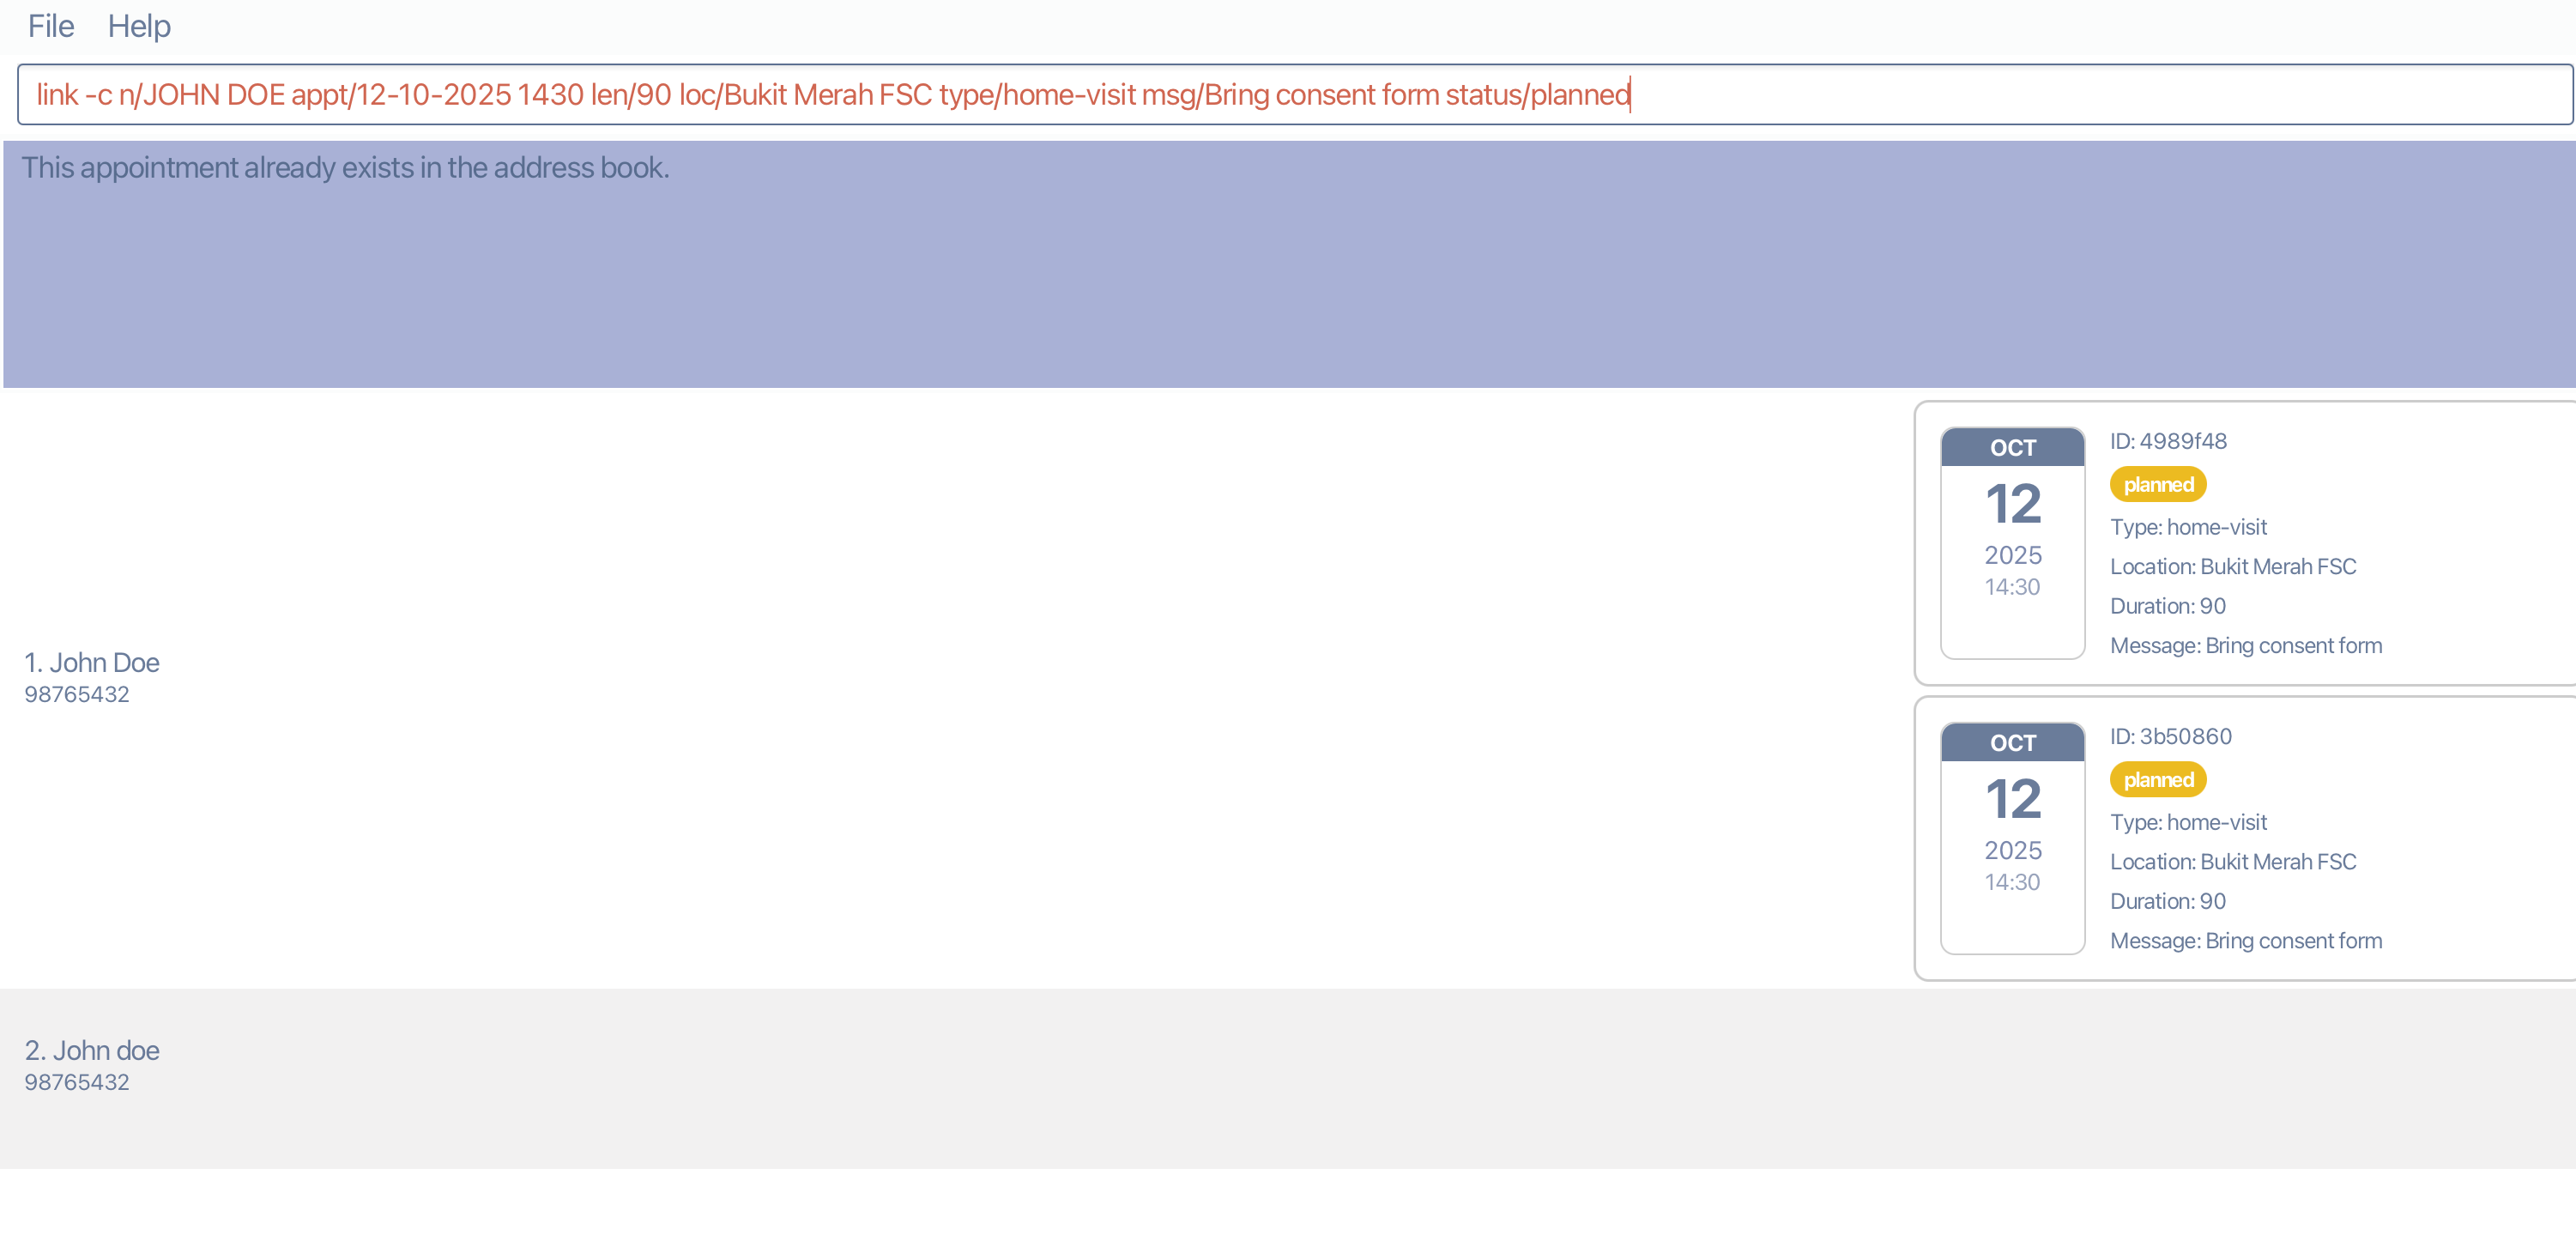 File Help
link -c n/JOHN DOE appt/12-10-2025 1430 len/90 loc/Bukit Merah FSC type/home-visit msg/Bring consent form status/planned
This appointment already exists in the address book.
1. John Doe
98765432
OCT
12
2025
14:30
ID: 4989f48
planned
Type: home-visit
Location: Bukit Merah FSC
Duration: 90
Message: Bring consent form
OCT
12
2025
14:30
ID: 3b50860
planned
Type: home-visit
Location: Bukit Merah FSC
Duration: 90
Message: Bring consent form
2. John doe
98765432